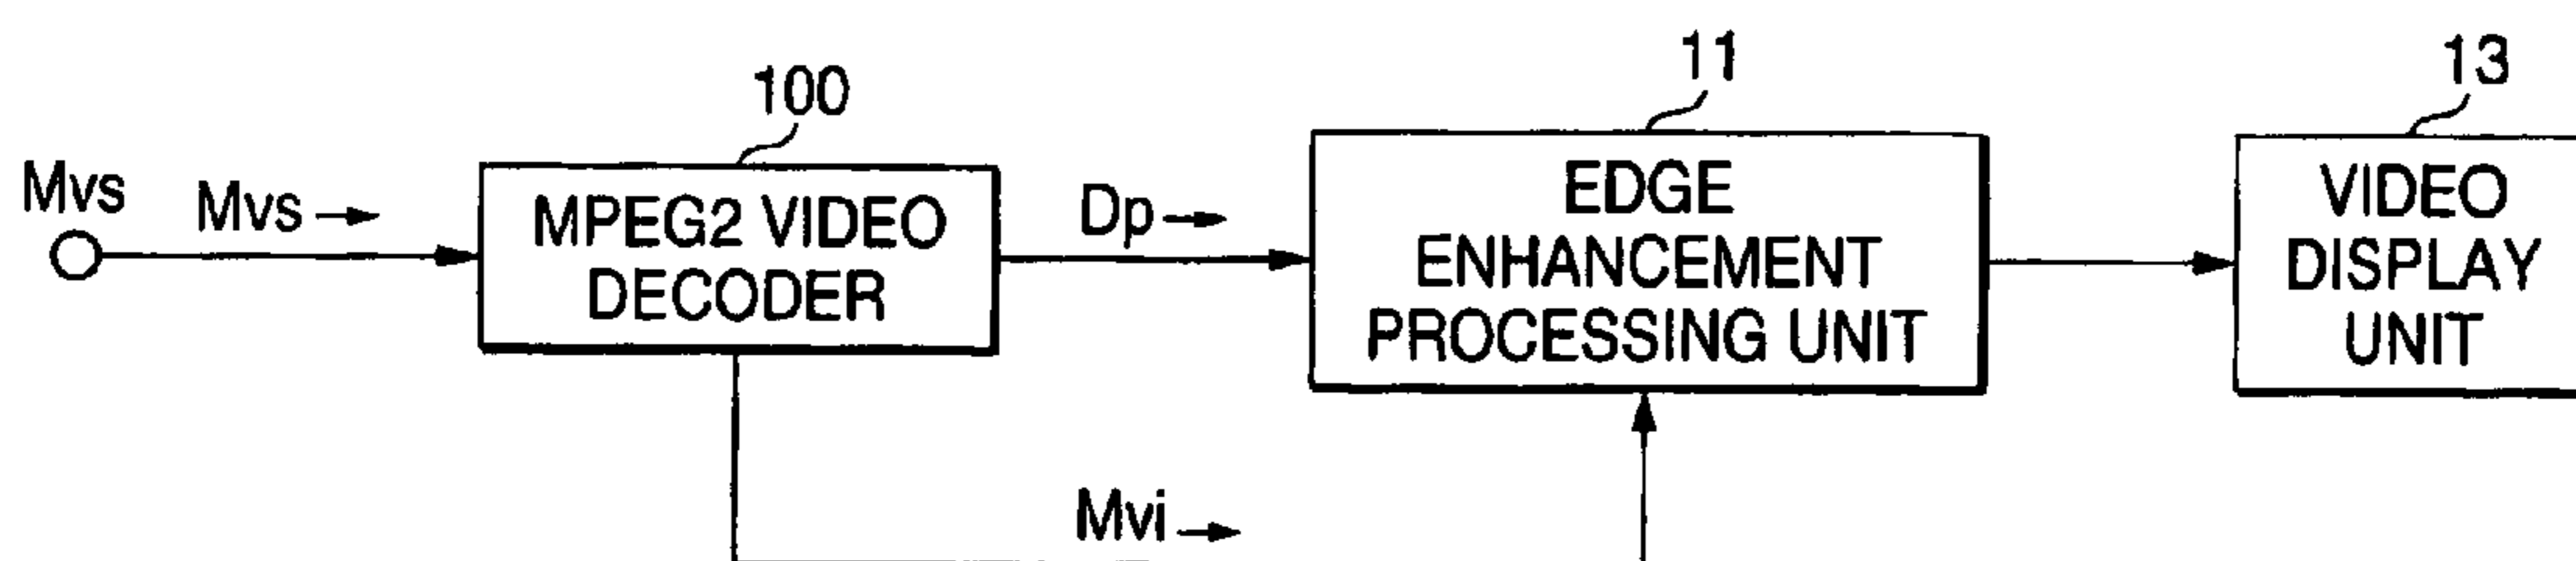 100
11
13
Mvs
Mvs
MPEG2 VIDEO
DECODER
Dp
EDGE
ENHANCEMENT
PROCESSING UNIT
VIDEO
DISPLAY
UNIT
Mvi